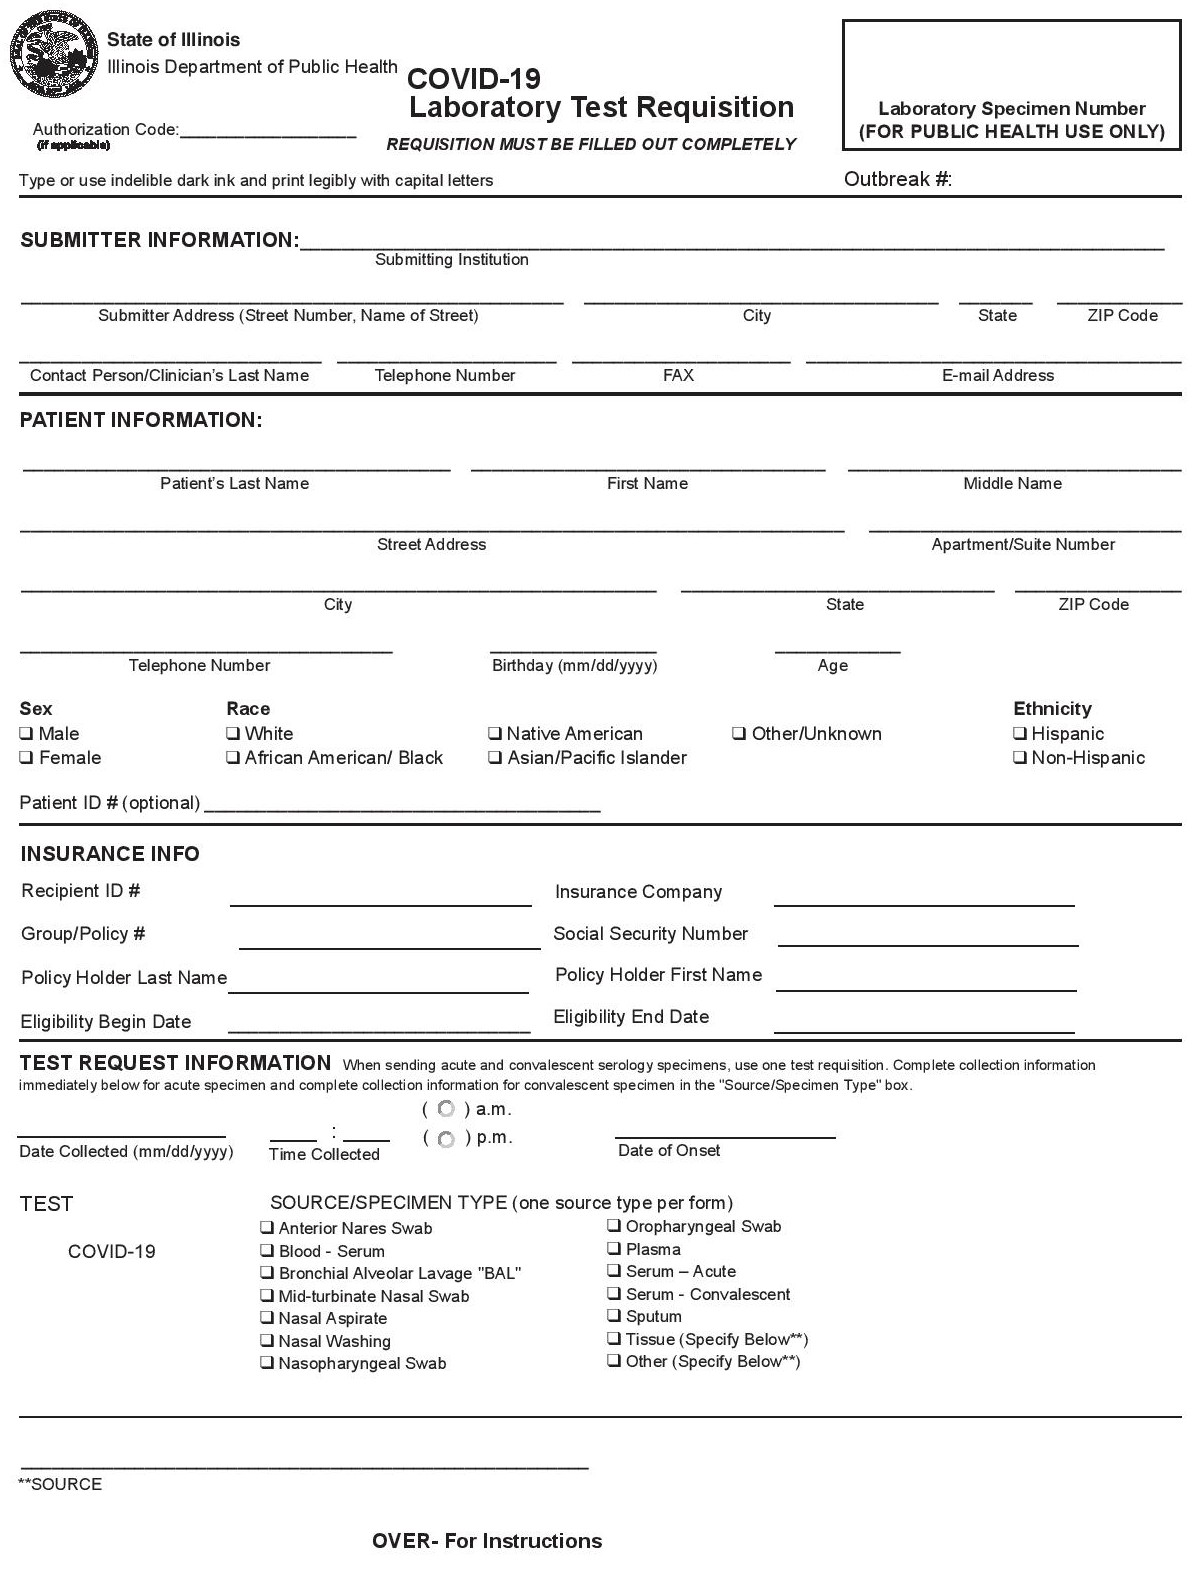 State of Illinois
Illinois Department of Public Health
COVID-19
Laboratory Test Requisition
Authorization Code:___________________
(if applicable)
REQUISITION MUST BE FILLED OUT COMPLETELY
Laboratory Specimen Number
(FOR PUBLIC HEALTH USE ONLY)
Type or use indelible dark ink and print legibly with capital letters
Outbreak #:
SUBMITTER INFORMATION:
Submitting Institution
Submitter Address (Street Number, Name of Street) City State ZIP Code
Contact Person/Clinician’s Last Name Telephone Number FAX E-mail Address
PATIENT INFORMATION:
Patient’s Last Name First Name Middle Name
Street Address Apartment/Suite Number
City State ZIP Code
Telephone Number Birthday (mm/dd/yyyy) Age
Sex Race Ethnicity
❑ Male ❑ White ❑ Native American ❑ Other/Unknown ❑ Hispanic
❑ Female ❑ African American/ Black ❑ Asian/Pacific Islander ❑ Non-Hispanic
Patient ID # (optional)
INSURANCE INFO
Recipient ID # Insurance Company
Group/Policy # Social Security Number
Policy Holder Last Name Policy Holder First Name
Eligibility Begin Date Eligibility End Date
TEST REQUEST INFORMATION When sending acute and convalescent serology specimens, use one test requisition. Complete collection information
immediately below for acute specimen and complete collection information for convalescent specimen in the "Source/Specimen Type" box.
( ) a.m.
: ( ) p.m.
Date Collected (mm/dd/yyyy) Time Collected Date of Onset
TEST SOURCE/SPECIMEN TYPE (one source type per form)
❑ Anterior Nares Swab ❑ Oropharyngeal Swab
COVID-19 ❑ Blood - Serum ❑ Plasma
❑ Bronchial Alveolar Lavage "BAL" ❑ Serum – Acute
❑ Mid-turbinate Nasal Swab ❑ Serum - Convalescent
❑ Nasal Aspirate ❑ Sputum
❑ Nasal Washing ❑ Tissue (Specify Below**)
❑ Nasopharyngeal Swab ❑ Other (Specify Below**)
**SOURCE
OVER- For Instructions